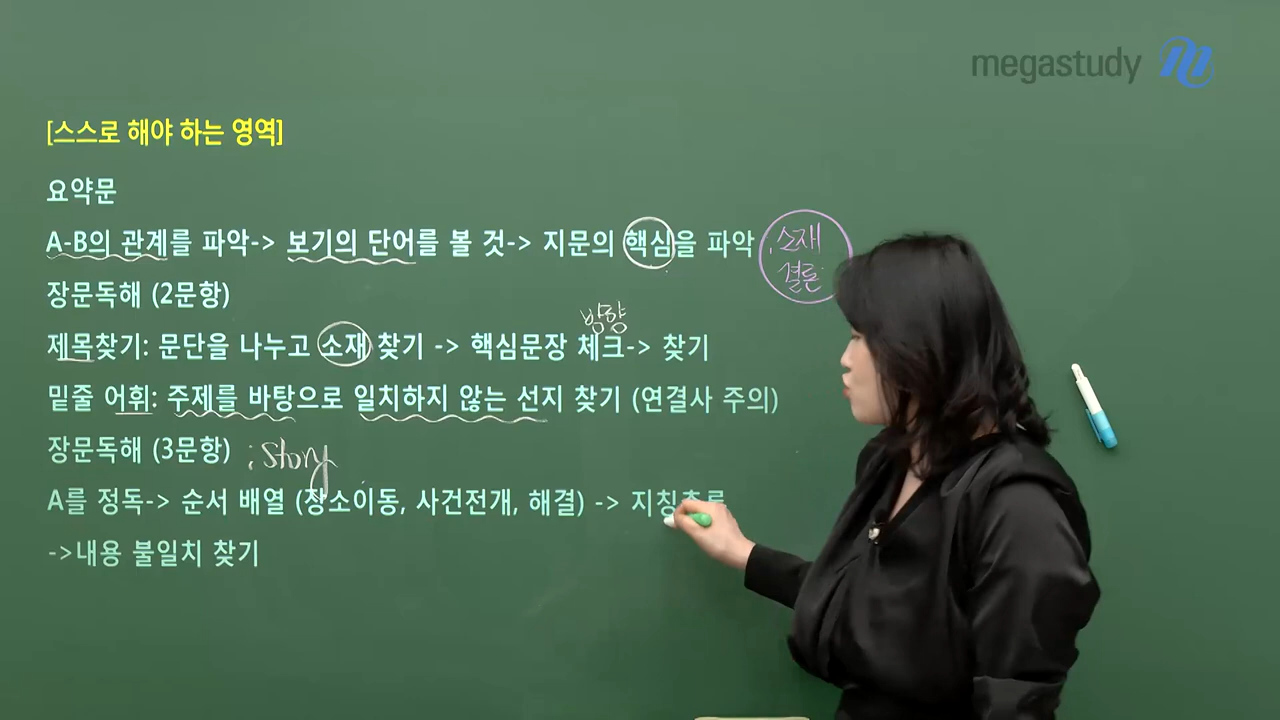 megastudy
[스스로 해야 하는 영역]
요약문
A-B의 관계를 파악-> 보기의 단어를 볼 것-> 지문의 핵심을 파악
소재
결론
장문독해 (2문항)
방향
제목찾기: 문단을 나누고 소재 찾기 -> 핵심문장 체크-> 찾기
밑줄 어휘: 주제를 바탕으로 일치하지 않는 선지 찾기 (연결사 주의)
장문독해 (3문항) ; story
A를 정독-> 순서 배열 (장소이동, 사건전개, 해결) -> 지칭
->내용 불일치 찾기